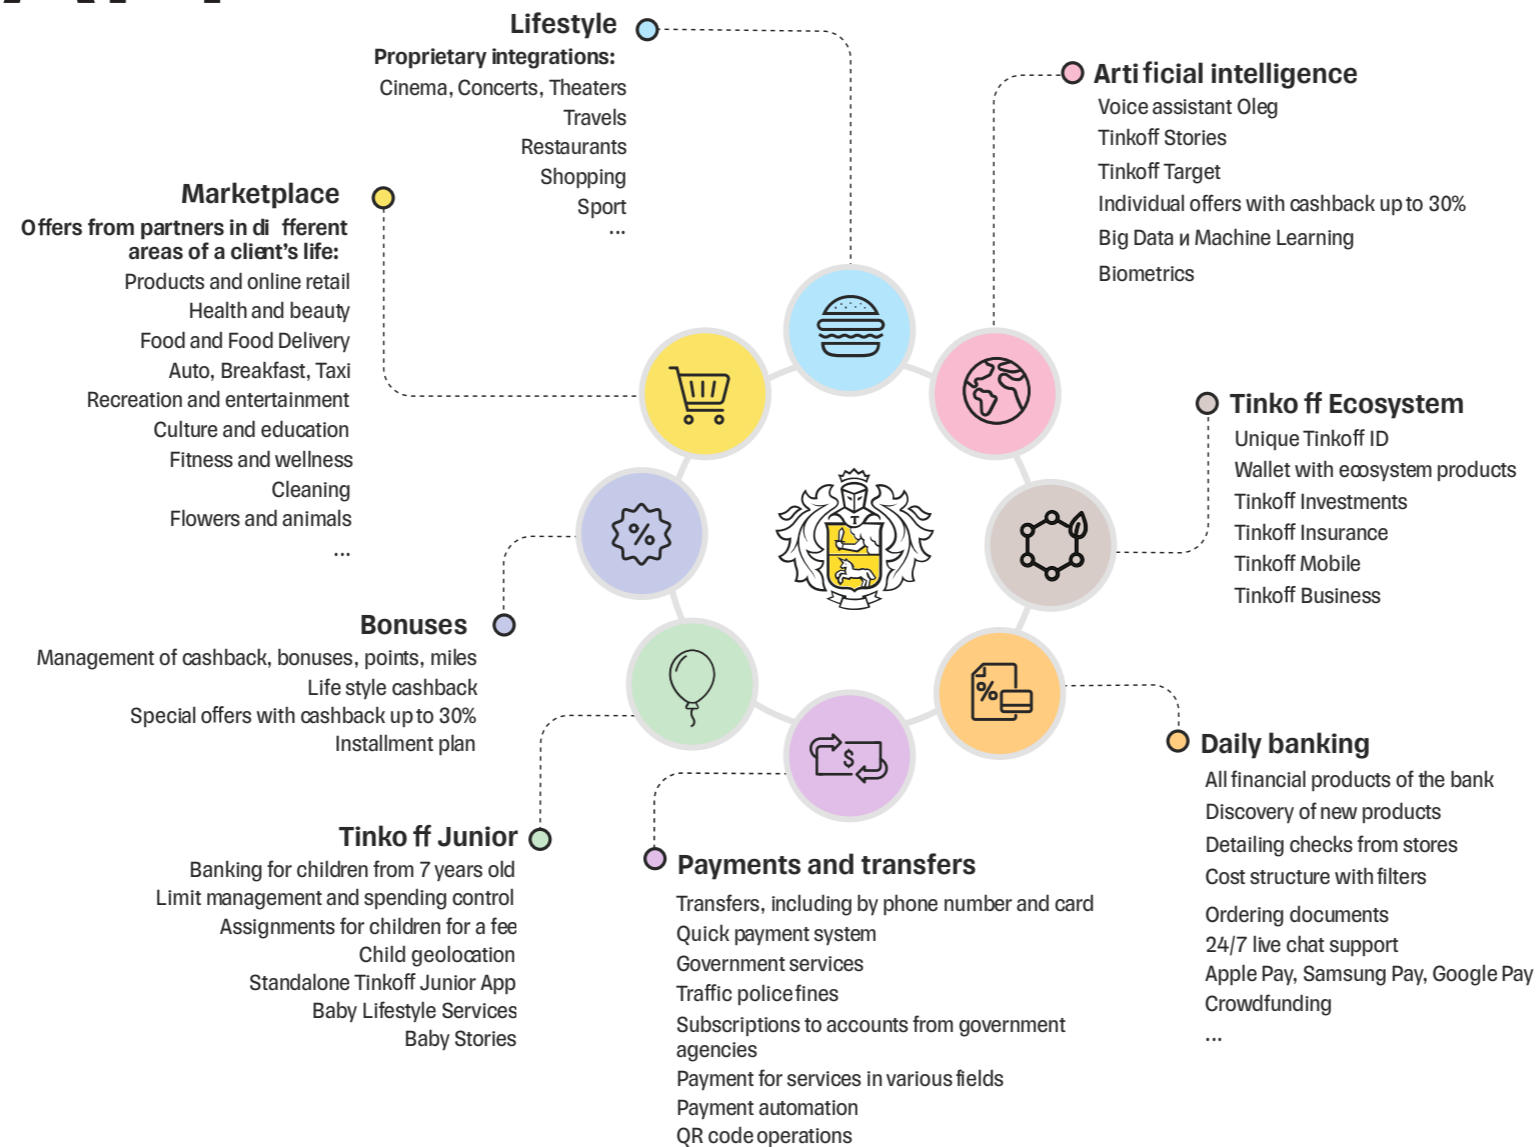 Lifestyle
Proprietary integrations:
Cinema, Concerts, Theaters
Travels
Restaurants
Shopping
Sport
...
Artificial intelligence
Voice assistant Oleg
Tinkoff Stories
Tinkoff Target
Individual offers with cashback up to 30%
Big Data и Machine Learning
Biometrics
Marketplace
Offers from partners in di fferent
areas of a client's life:
Products and online retail
Health and beauty
Food and Food Delivery
Auto, Breakfast, Taxi
Recreation and entertainment
Culture and education
Fitness and wellness
Cleaning
Flowers and animals
...
Tinko ff Ecosystem
Unique Tinkoff ID
Wallet with ecosystem products
Tinkoff Investments
Tinkoff Insurance
Tinkoff Mobile
Tinkoff Business
Bonuses
Management of cashback, bonuses, points, miles
Life style cashback
Special offers with cashback up to 30%
Installment plan
Daily banking
All financial products of the bank
Discovery of new products
Detailing checks from stores
Cost structure with filters
Ordering documents
24/7 live chat support
Apple Pay, Samsung Pay, Google Pay
Crowdfunding
...
Tinko ff Junior
Banking for children from 7 years old
Limit management and spending control
Assignments for children for a fee
Child geolocation
Standalone Tinkoff Junior App
Baby Lifestyle Services
Baby Stories
Payments and transfers
Transfers, including by phone number and card
Quick payment system
Government services
Traffic police fines
Subscriptions to accounts from government
agencies
Payment for services in various fields
Payment automation
QR code operations